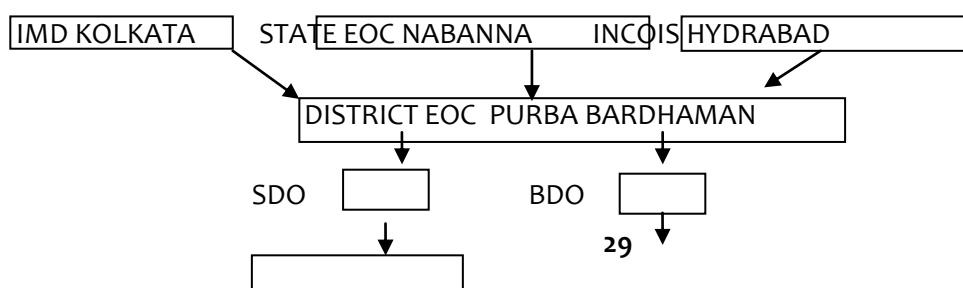 IMD KOLKATA STATE EOC NABANNA INCOIS HYDRABAD
DISTRICT EOC PURBA BARDHAMAN
SDO BDO
29